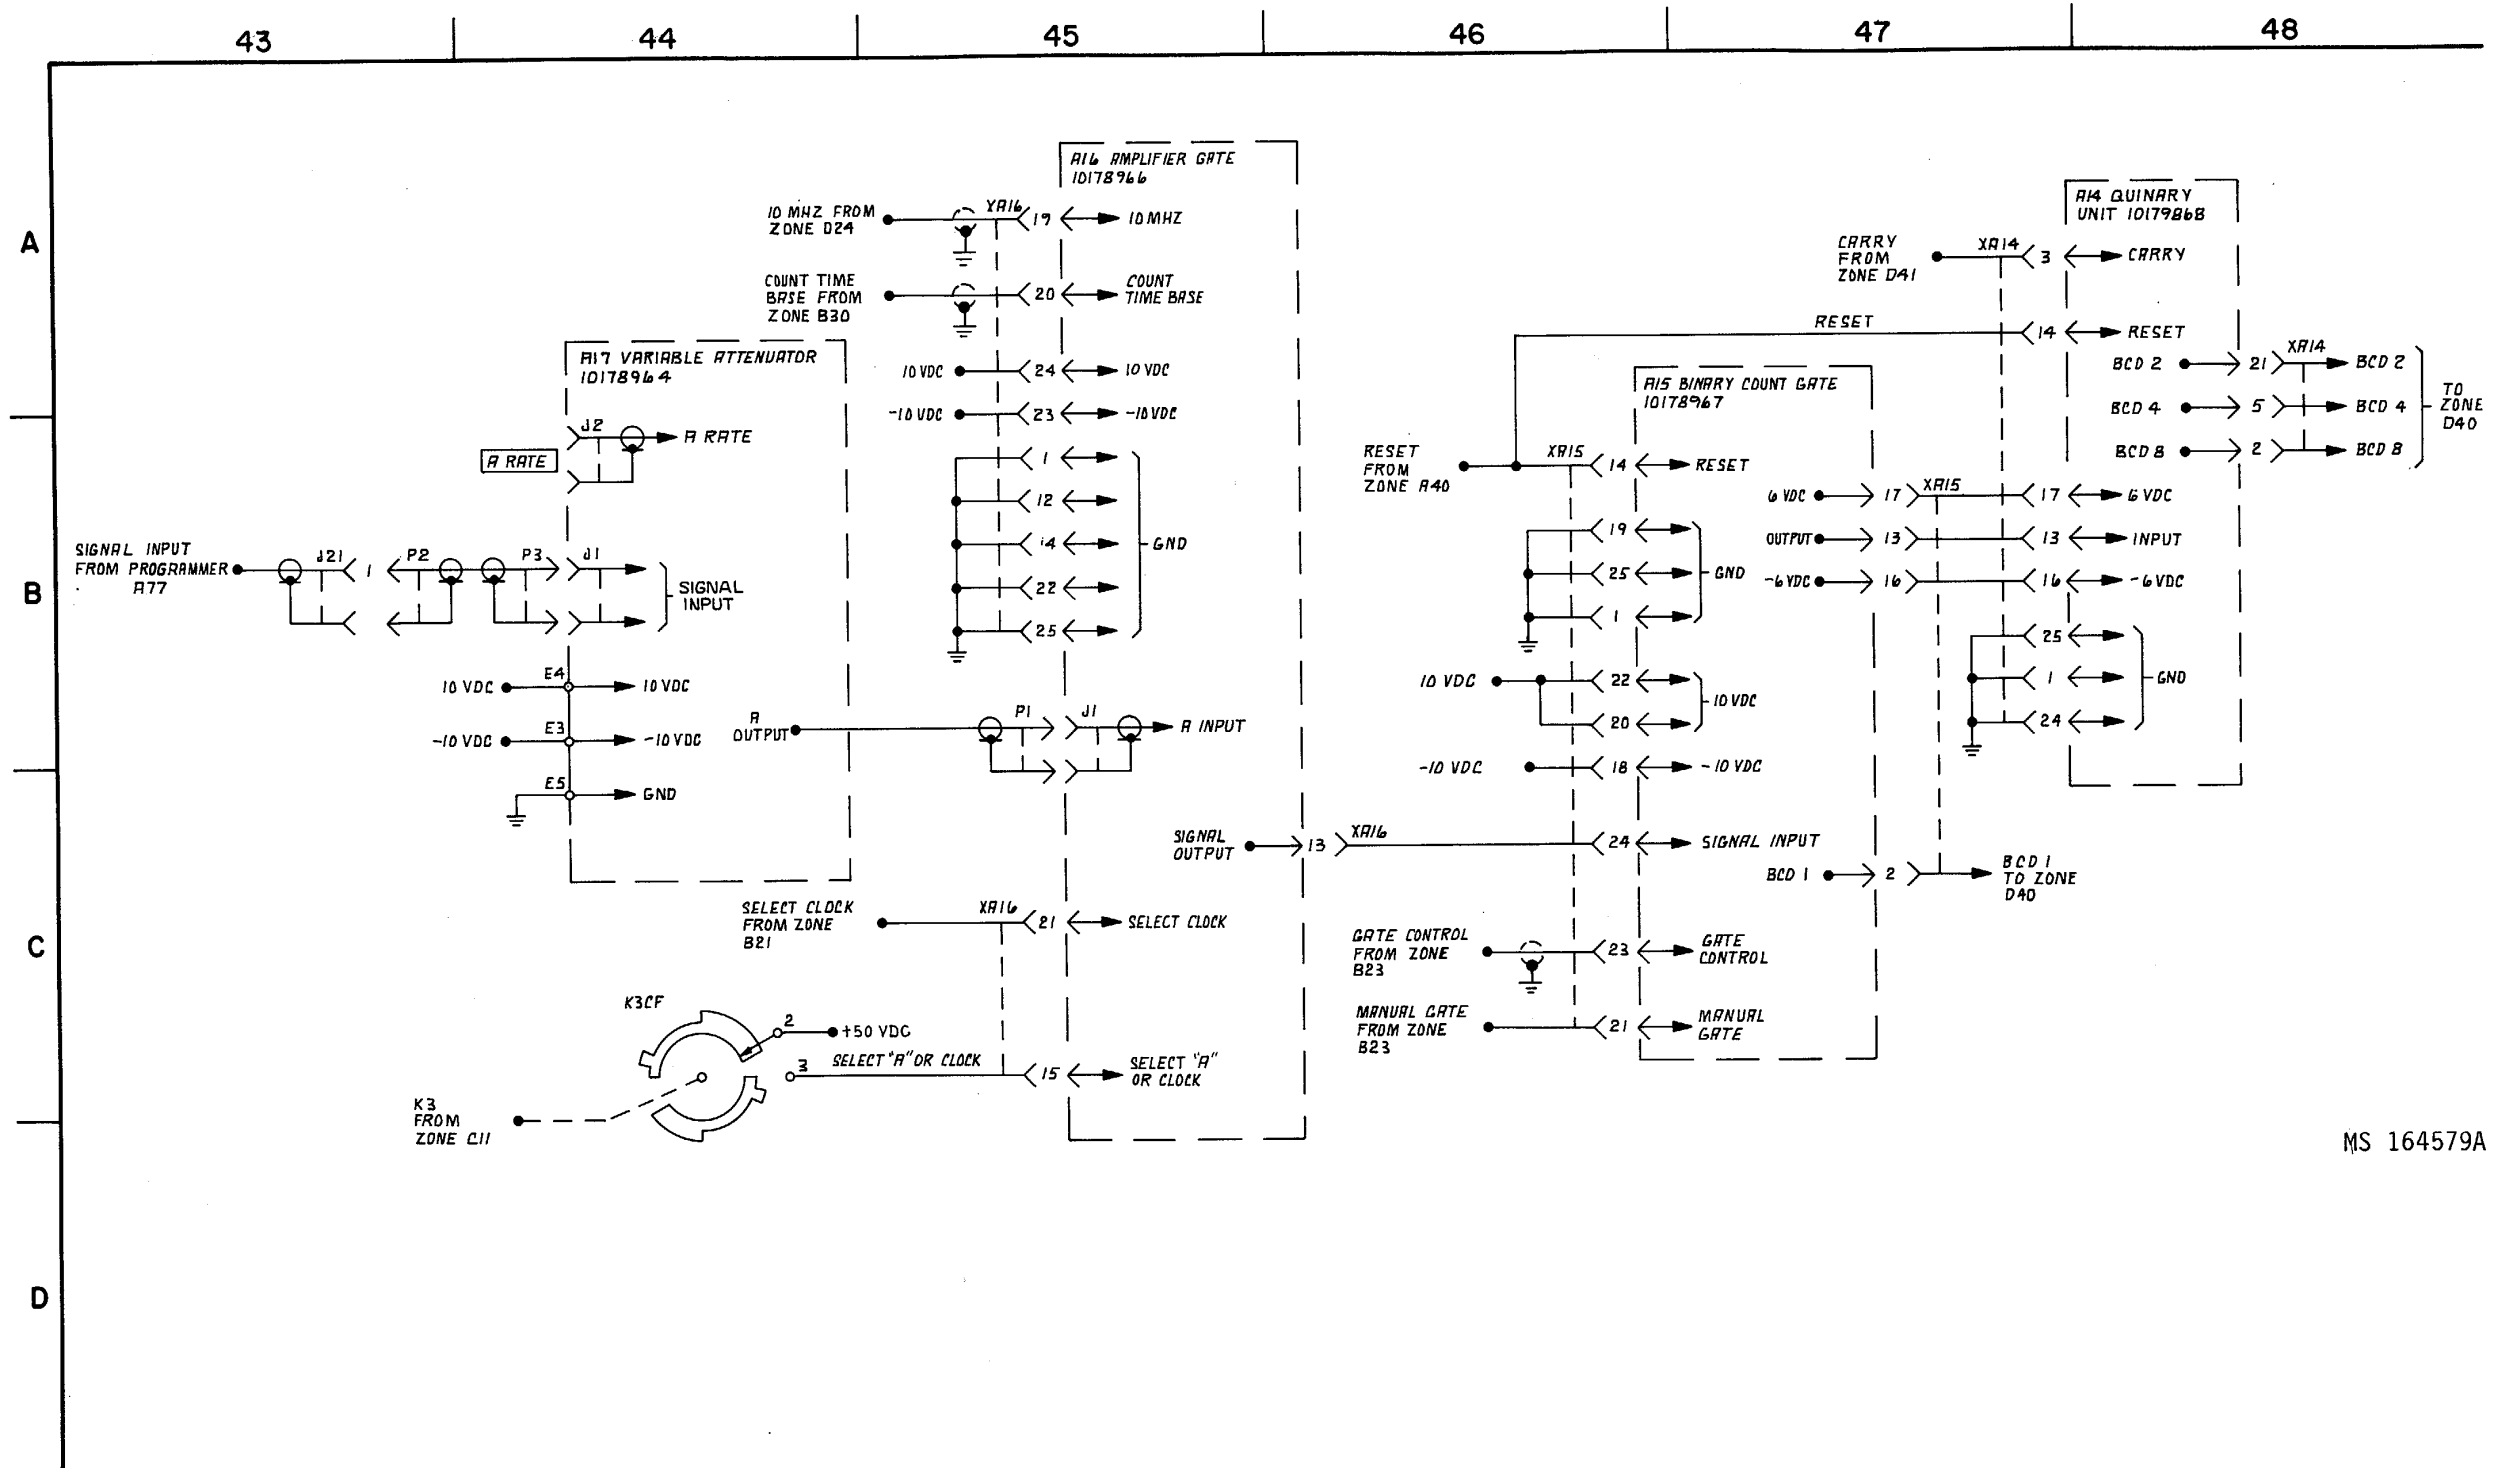 43 44 45 46 47 48
A
B
C
D
A16 AMPLIFIER GATE
10178966
10 MHZ FROM
ZONE D24
XA16
19
10 MHZ
COUNT TIME
BASE FROM
ZONE B30
20
COUNT
TIME BASE
10 VDC
24
10 VDC
-10 VDC
23
-10 VDC
1
12
14
22
25
GND
A17 VARIABLE ATTENUATOR
10178964
J2
A RATE
A RATE
SIGNAL INPUT
FROM PROGRAMMER
A77
J21
1
P2
P3
J1
SIGNAL
INPUT
10 VDC
E4
10 VDC
-10 VDC
E3
-10 VDC
E5
GND
A
OUTPUT
P1
J1
A INPUT
SIGNAL
OUTPUT
13
XA16
SELECT CLOCK
FROM ZONE
B21
XA16
21
SELECT CLOCK
K3CF
2
+50 VDC
3
SELECT "A" OR CLOCK
15
SELECT "A"
OR CLOCK
K3
FROM
ZONE C11
A15 BINARY COUNT GATE
10178967
RESET
FROM
ZONE A40
XA15
14
RESET
RESET
19
25
1
GND
10 VDC
22
20
10 VDC
-10 VDC
18
-10 VDC
24
SIGNAL INPUT
GATE CONTROL
FROM ZONE
B23
23
GATE
CONTROL
MANUAL GATE
FROM ZONE
B23
21
MANUAL
GATE
6 VDC
17
XA15
OUTPUT
13
-6 VDC
16
BCD 1
2
BCD 1
TO ZONE
D40
A14 QUINARY
UNIT 10179868
CARRY
FROM
ZONE D41
XA14
3
CARRY
14
RESET
BCD 2
21
XA14
BCD 2
BCD 4
5
BCD 4
BCD 8
2
BCD 8
TO
ZONE
D40
17
6 VDC
13
INPUT
16
-6 VDC
25
1
24
GND
MS 164579A